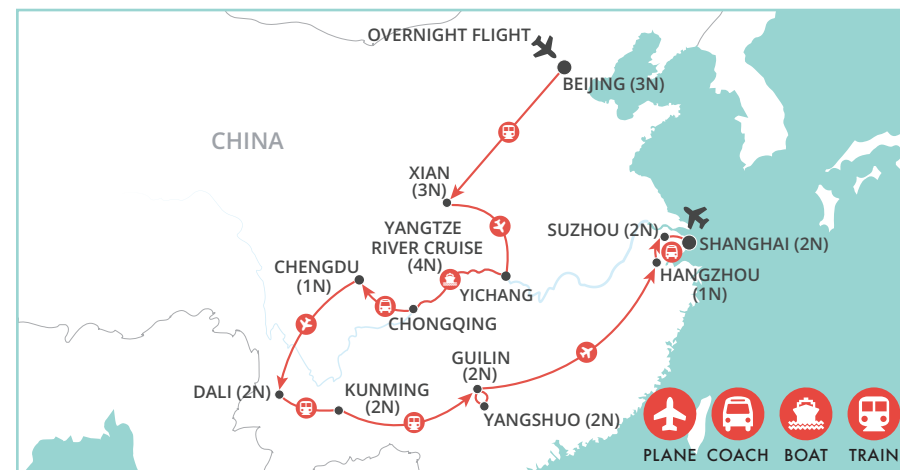 OVERNIGHT FLIGHT
BEIJING (3N)
CHINA
XIAN
(3N)
YANGTZE
RIVER CRUISE
(4N)
SUZHOU (2N)
SHANGHAI (2N)
CHENGDU
(1N)
YICHANG
HANGZHOU
(1N)
CHONGQING
GUILIN
(2N)
DALI (2N)
KUNMING
(2N)
YANGSHUO (2N)
PLANE
COACH
BOAT
TRAIN